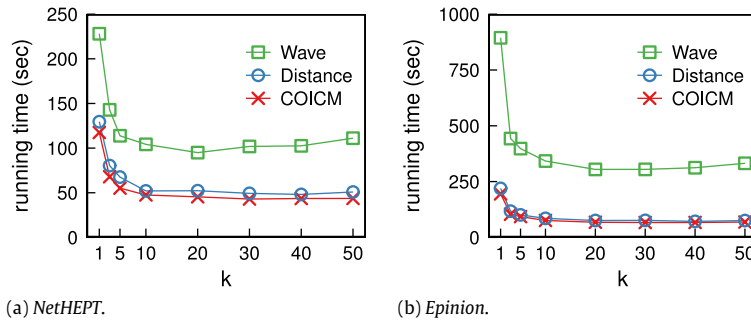 250
200
150
100
50
0
running time (sec)
Wave
Distance
COICM
1 5 10 20 30 40 50
k
(a) NetHEPT.
1000
750
500
250
0
running time (sec)
Wave
Distance
COICM
1 5 10 20 30 40 50
k
(b) Epinion.